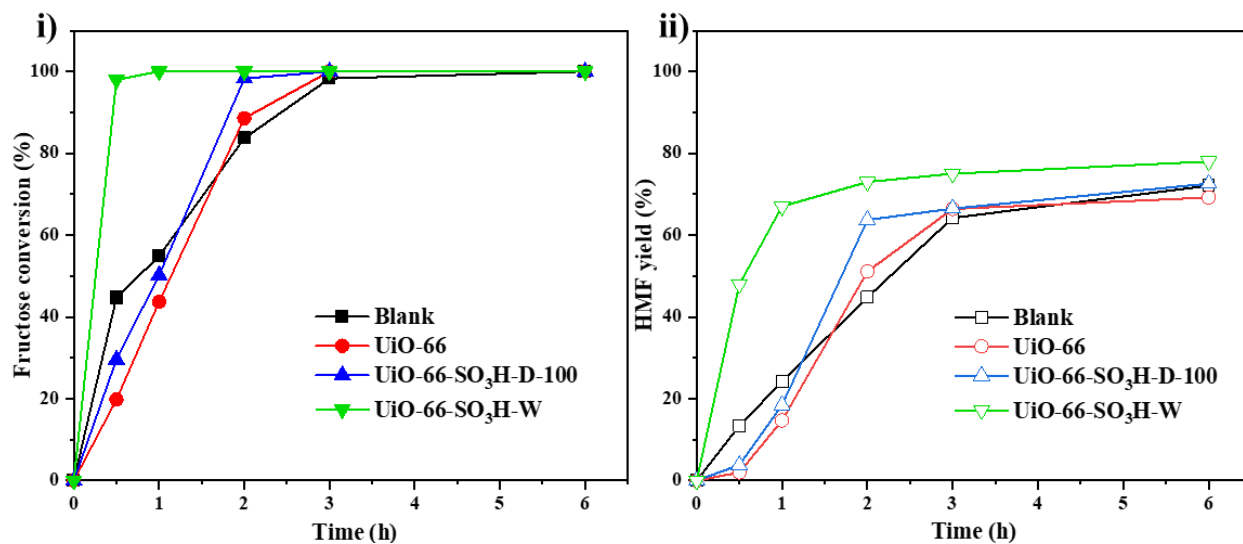 i)
Fructose conversion (%)
100
80
60
40
20
0
0
1
2
3
4
5
6
Time (h)
Blank
UiO-66
UiO-66-SO₃H-D-100
UiO-66-SO₃H-W
ii)
HMF yield (%)
100
80
60
40
20
0
0
1
2
3
4
5
6
Time (h)
Blank
UiO-66
UiO-66-SO₃H-D-100
UiO-66-SO₃H-W